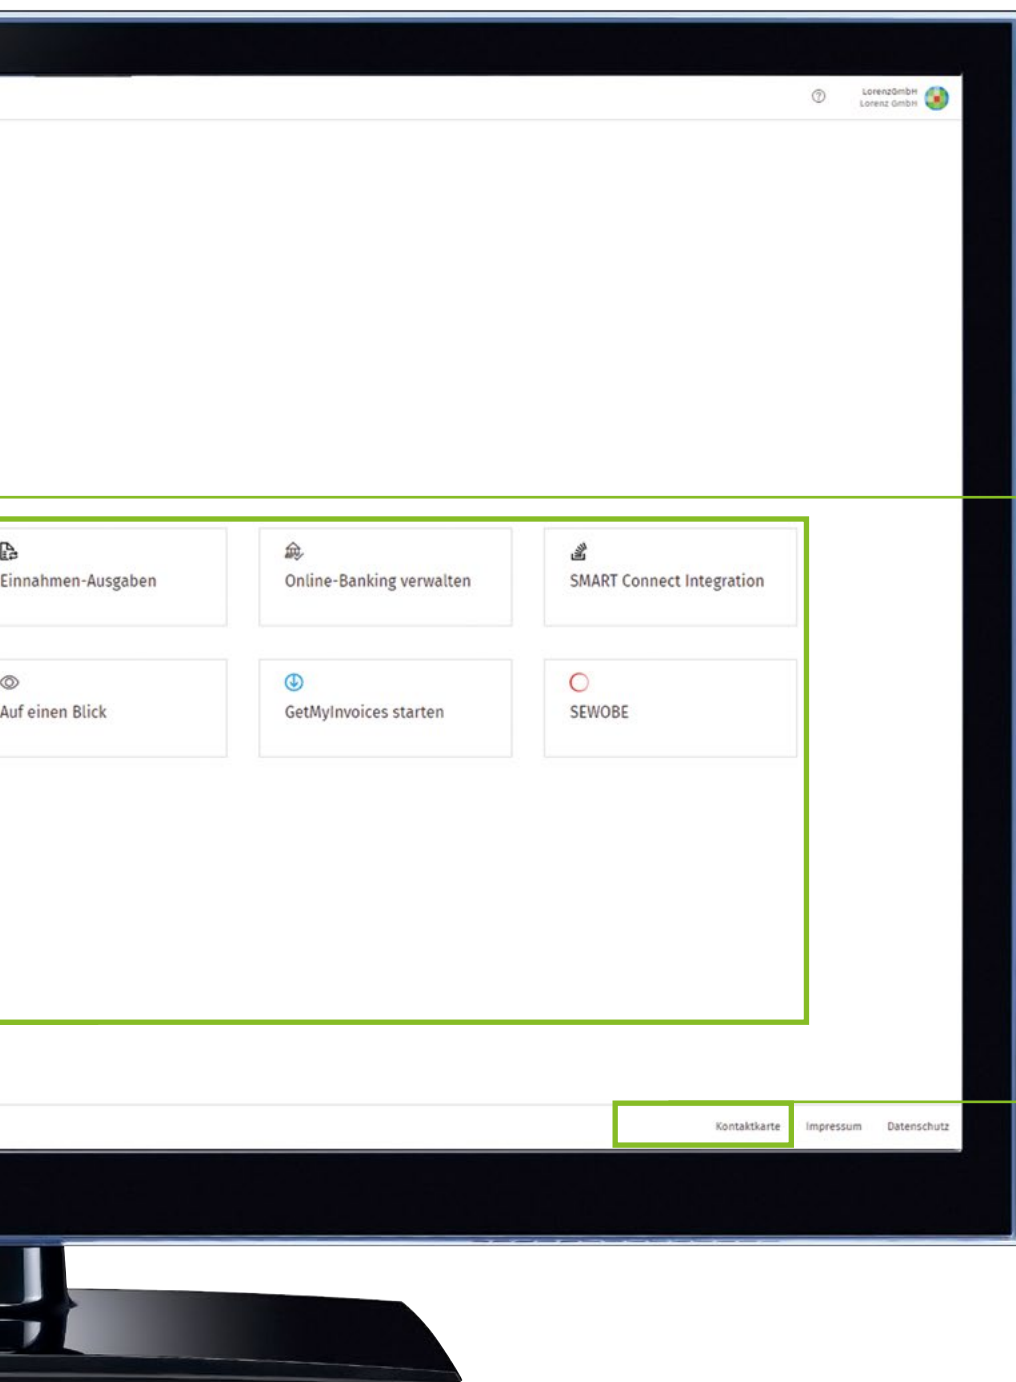 LorenzGmbH
Lorenz GmbH
Einnahmen-Ausgaben
Online-Banking verwalten
SMART Connect Integration
Auf einen Blick
GetMyInvoices starten
SEWOBE
Kontaktkarte
Impressum
Datenschutz